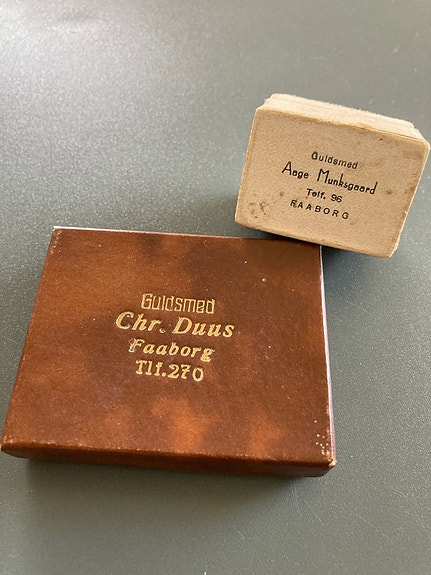 Guldsmed
Aage Munksgaard
Telf. 96
FAABORG
Guldsmed
Chr. Duus
Faaborg
Tlf.270